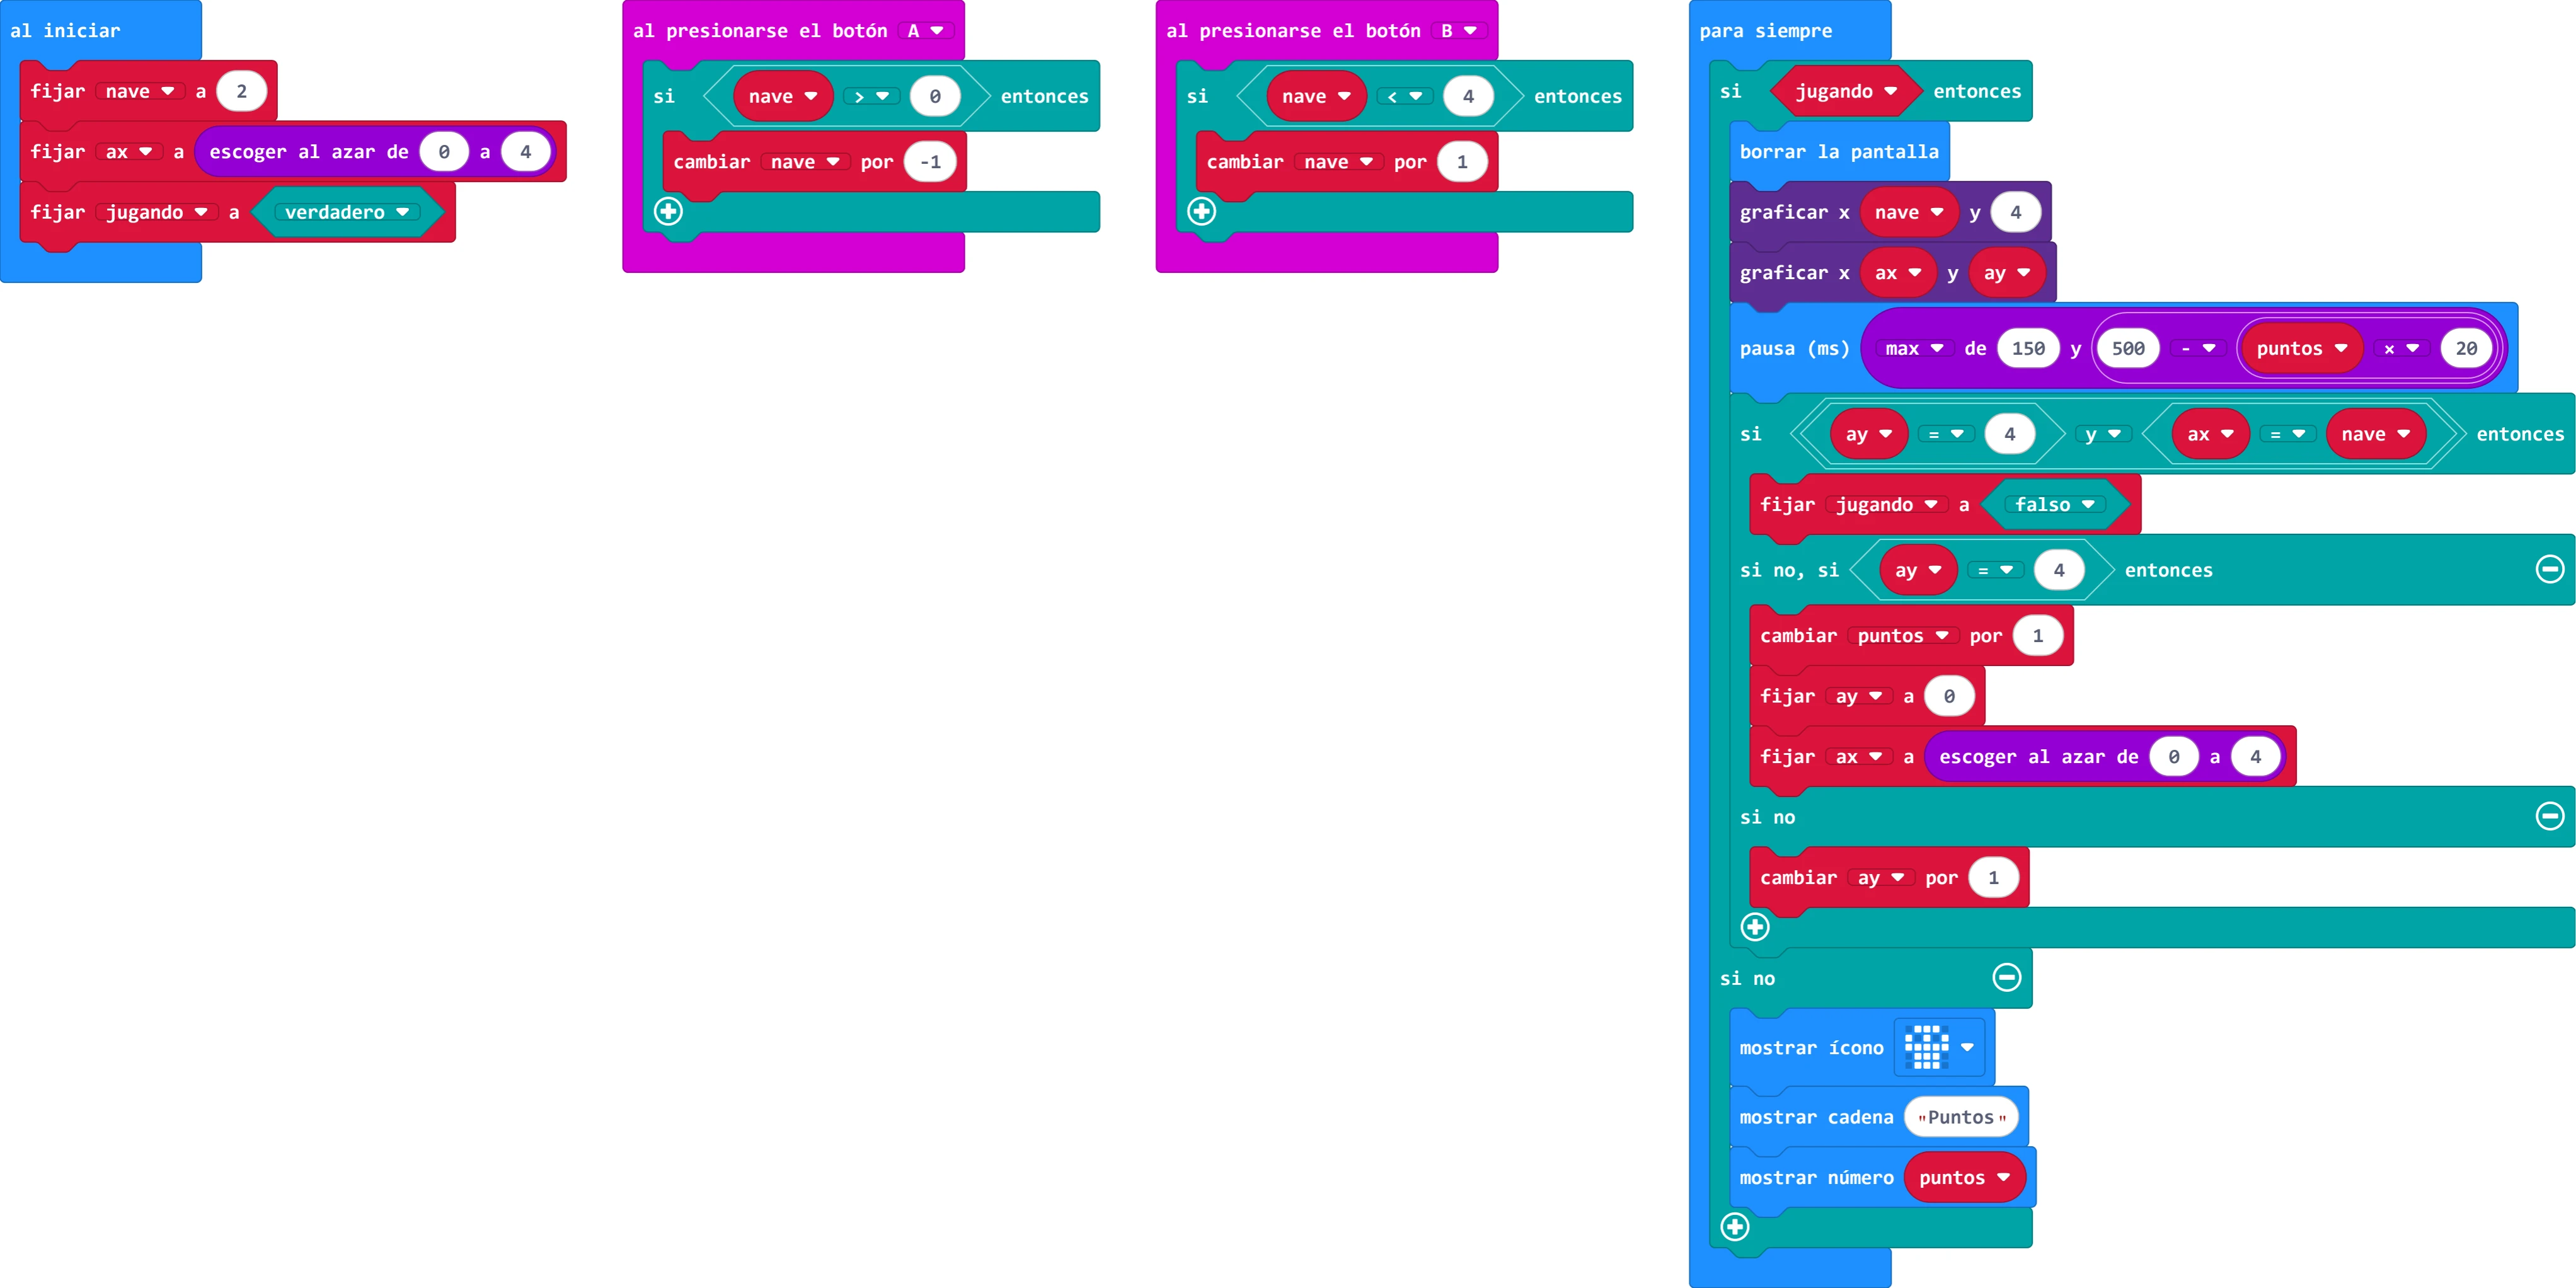 al iniciar
fijar nave a 2
fijar ax a escoger al azar de 0 a 4
fijar jugando a verdadero
al presionarse el botón A
si nave > 0 entonces
cambiar nave por -1
al presionarse el botón B
si nave < 4 entonces
cambiar nave por 1
para siempre
si jugando entonces
borrar la pantalla
graficar x nave y 4
graficar x ax y ay
pausa (ms) max de 150 y 500 - puntos × 20
si ay = 4 y ax = nave entonces
fijar jugando a falso
si no, si ay = 4 entonces
cambiar puntos por 1
fijar ay a 0
fijar ax a escoger al azar de 0 a 4
si no
cambiar ay por 1
si no
mostrar ícono
mostrar cadena "Puntos"
mostrar número puntos